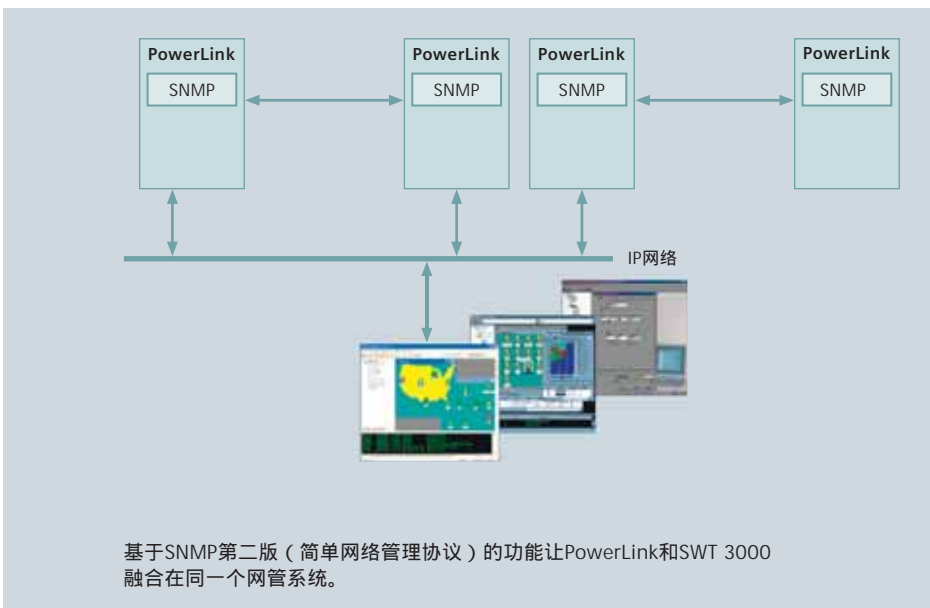 PowerLink PowerLink PowerLink PowerLink
SNMP SNMP SNMP SNMP
IP网络
基于SNMP第二版（简单网络管理协议）的功能让PowerLink和SWT 3000
融合在同一个网管系统。